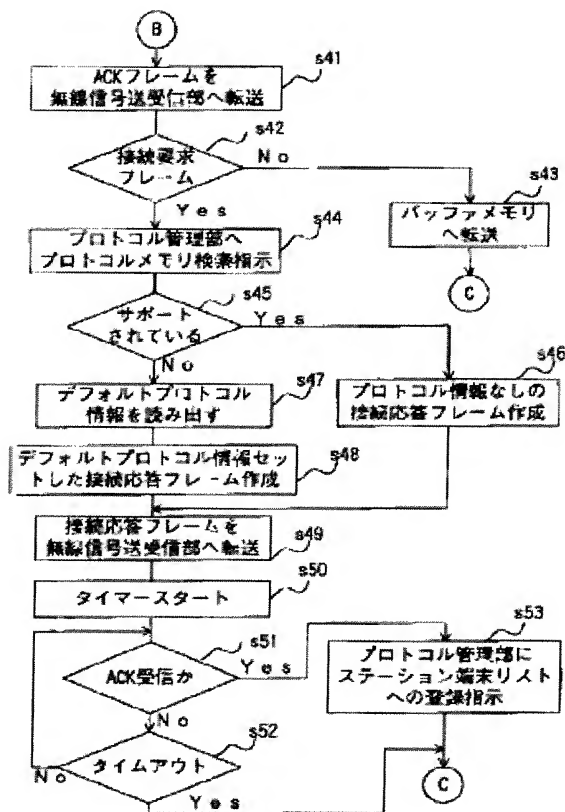 B
ACKフレームを
無線信号送受信部へ転送
s41
接続要求
フレーム
s42
No
Yes
バッファメモリ
へ転送
s43
C
プロトコル管理部へ
プロトコルメモリ検索指示
s44
サポート
されている
s45
Yes
No
プロトコル情報なしの
接続応答フレーム作成
s46
デフォルトプロトコル
情報を読み出す
s47
デフォルトプロトコル情報セッ
トした接続応答フレーム作成
s48
接続応答フレームを
無線信号送受信部へ転送
s49
タイマースタート
s50
ACK受信か
s51
Yes
No
プロトコル管理部に
ステーション端末リスト
への登録指示
s53
タイムアウト
s52
No
Yes
C